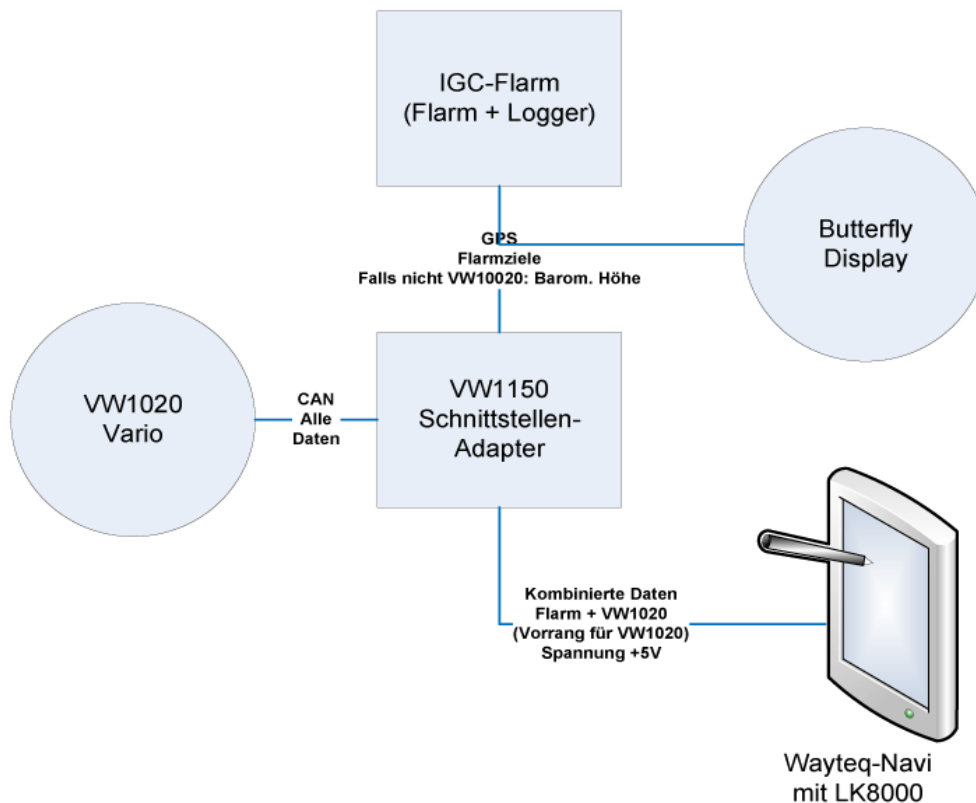 IGC-Flarm
(Flarm + Logger)
Butterfly
Display
GPS
Flarmziele
Falls nicht VW10020: Barom. Höhe
VW1020
Vario
CAN
Alle
Daten
VW1150
Schnittstellen-
Adapter
Kombinierte Daten
Flarm + VW1020
(Vorrang für VW1020)
Spannung +5V
Wayteq-Navi
mit LK8000